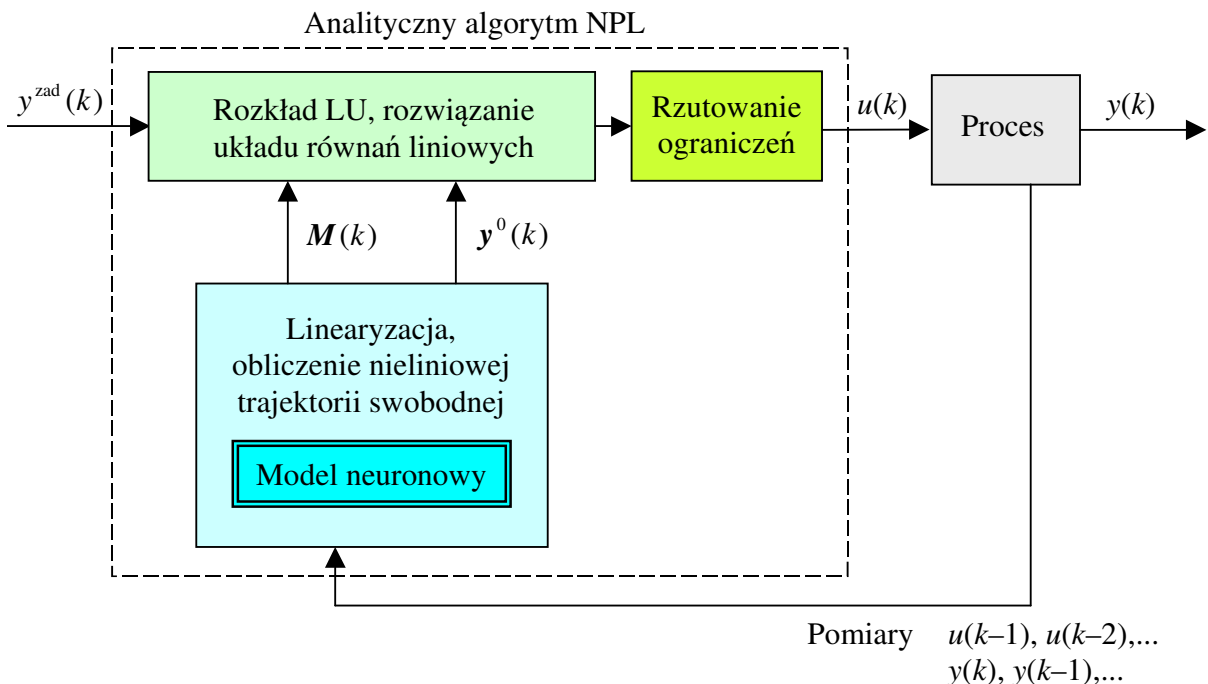 Analityczny algorytm NPL
y^zad(k)
Rozkład LU, rozwiązanie
układu równań liniowych
Rzutowanie
ograniczeń
u(k)
Proces
y(k)
M(k)
y^0(k)
Linearyzacja,
obliczenie nieliniowej
trajektorii swobodnej
Model neuronowy
Pomiary u(k–1), u(k–2),...
y(k), y(k–1),...